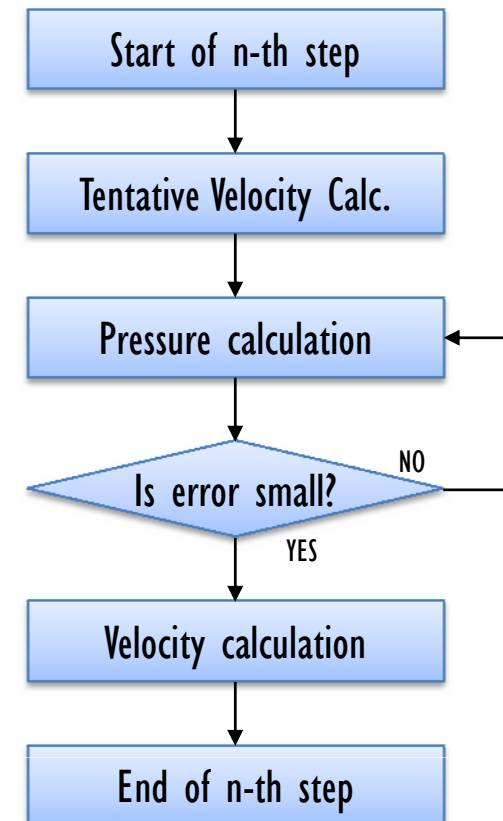 Start of n-th step
Tentative Velocity Calc.
Pressure calculation
Is error small?
NO
YES
Velocity calculation
End of n-th step